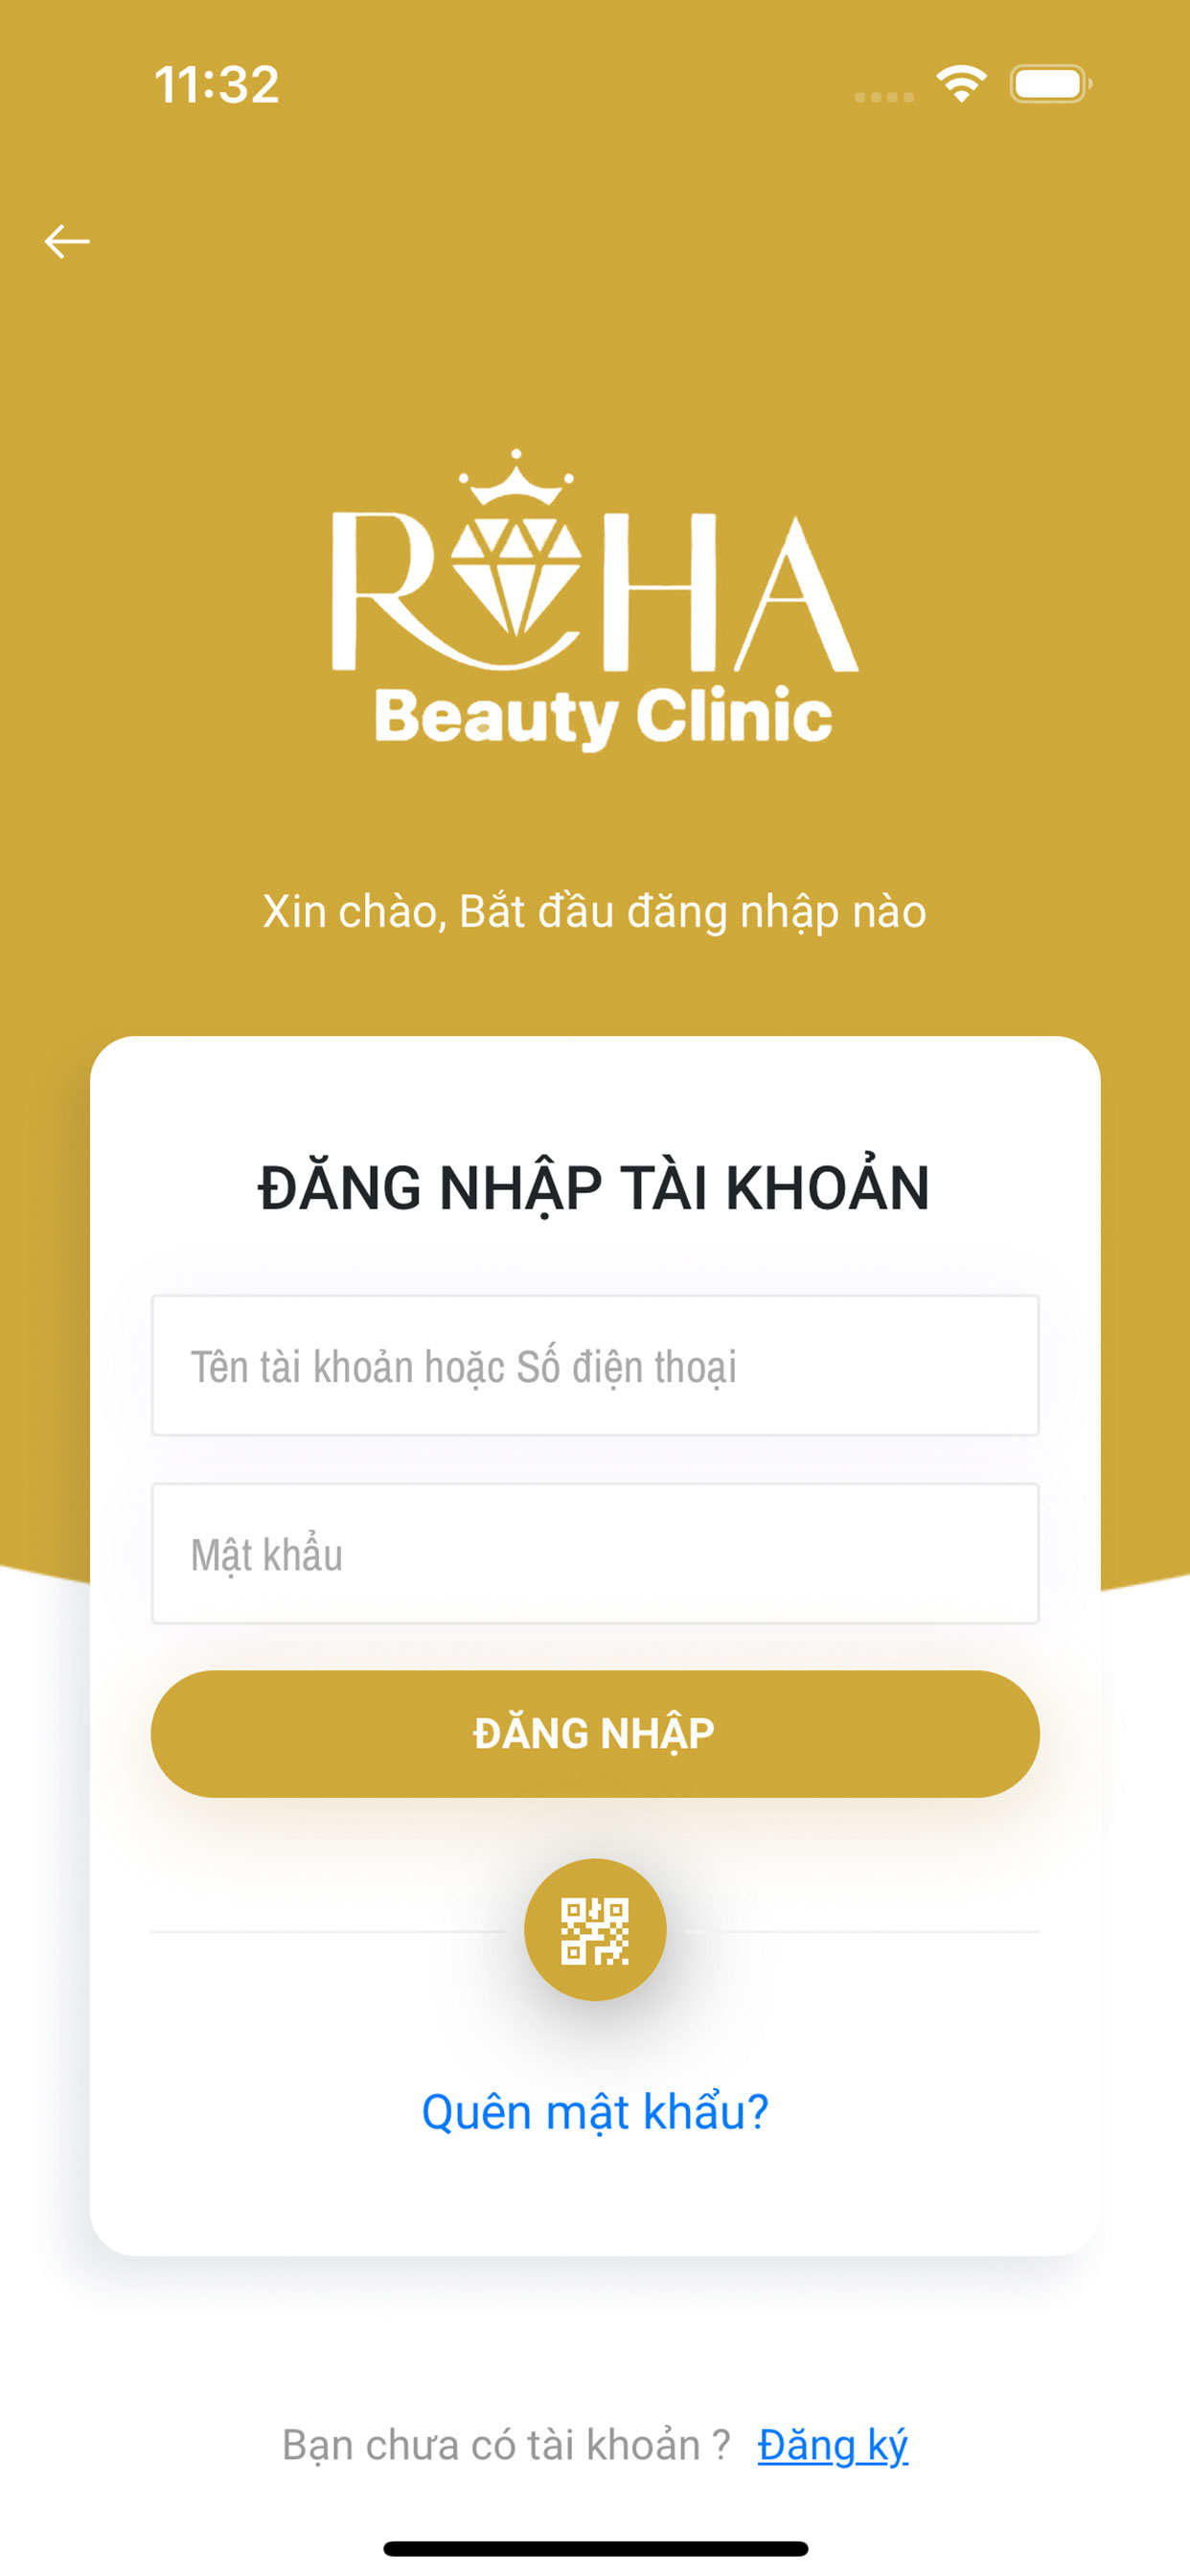 11:32
ROHA
Beauty Clinic
Xin chào, Bắt đầu đăng nhập nào
ĐĂNG NHẬP TÀI KHOẢN
Tên tài khoản hoặc Số điện thoại
Mật khẩu
ĐĂNG NHẬP
Quên mật khẩu?
Bạn chưa có tài khoản ? Đăng ký